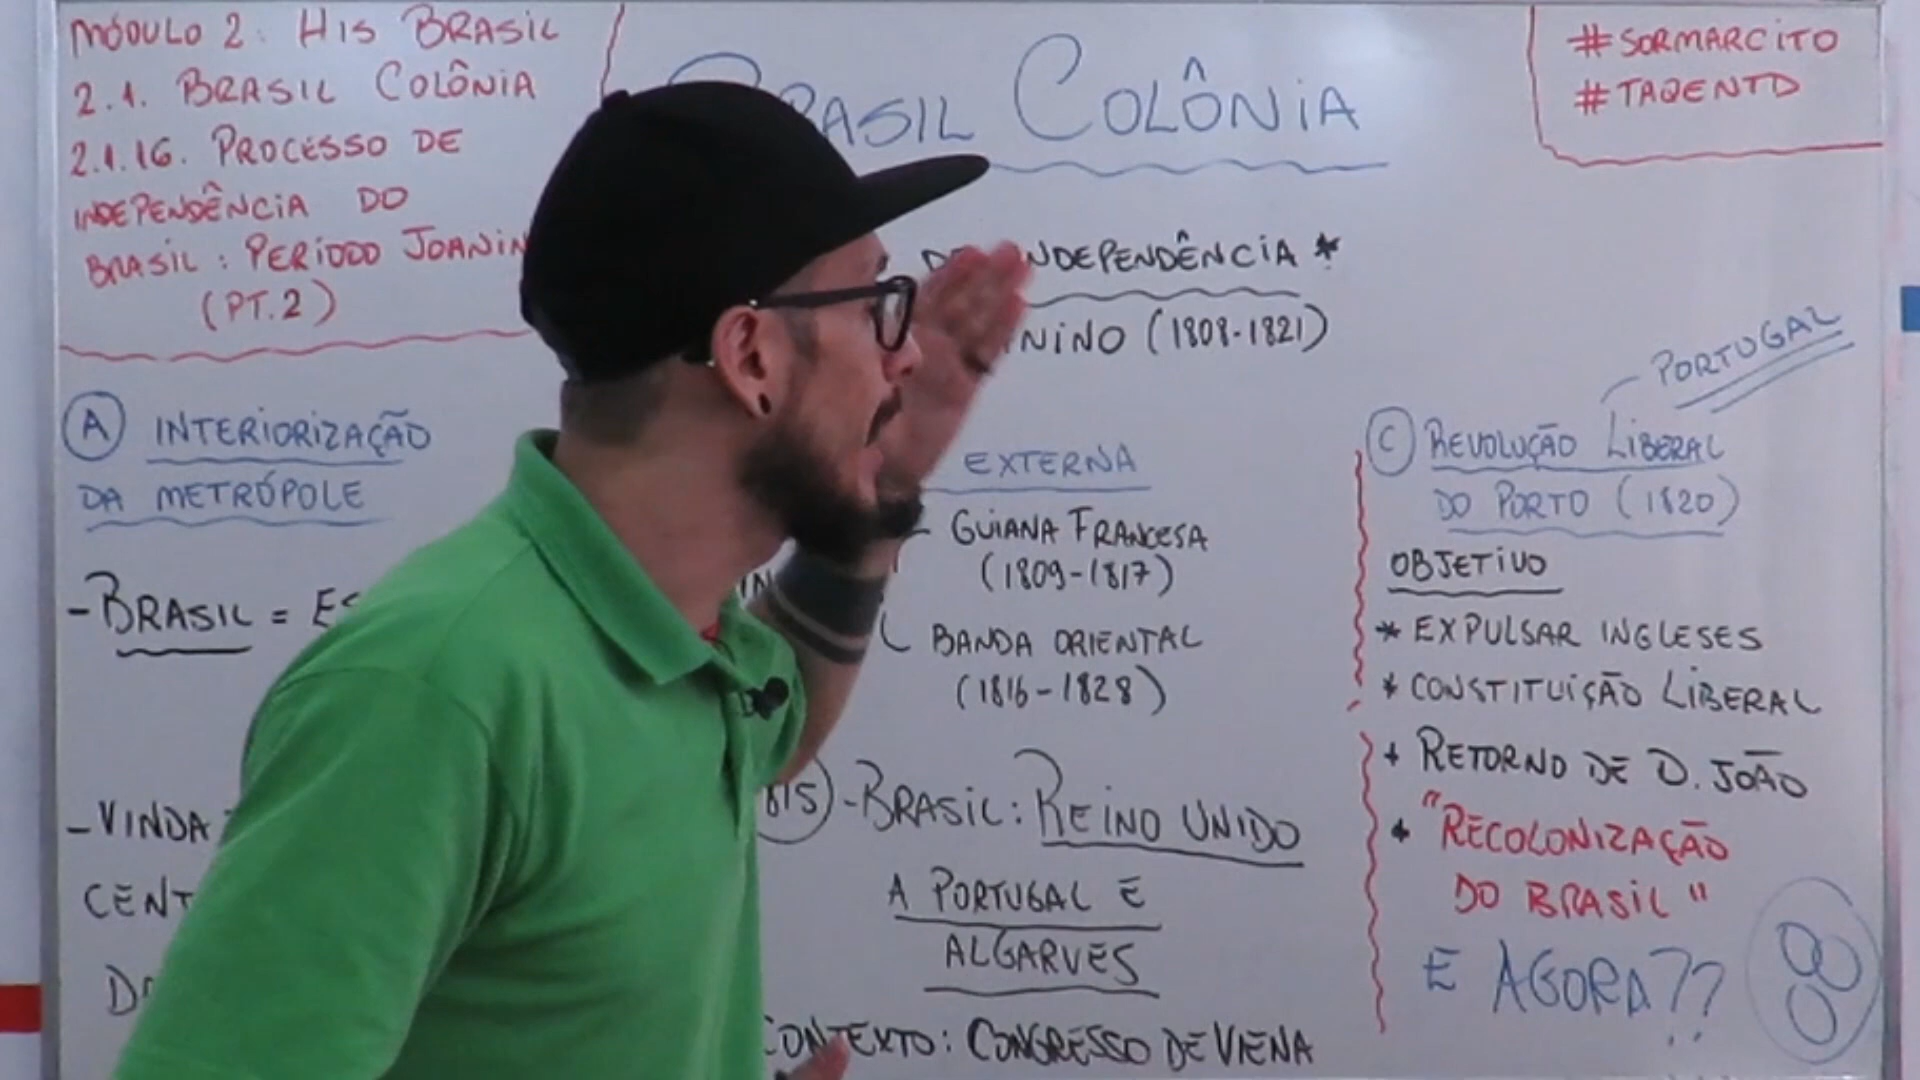 MÓDULO 2: HIS BRASIL
2.1. BRASIL COLÔNIA
2.1.16. PROCESSO DE
INDEPENDÊNCIA DO
BRASIL: PERÍODO JOANIN
(PT.2)
#SORMARCITO
#TAQENTD
BRASIL COLÔNIA
INDEPENDÊNCIA *
NINO (1808-1821)
A INTERIORIZAÇÃO
DA METRÓPOLE
- BRASIL = ES
- VINDA
CENT
EXTERNA
- GUIANA FRANCESA
(1809-1817)
BANDA ORIENTAL
(1816-1828)
815) - BRASIL: REINO UNIDO
A PORTUGAL E
ALGARVES
CONTEXTO: CONGRESSO DE VIENA
PORTUGAL
C REVOLUÇÃO LIBERAL
DO PORTO (1820)
OBJETIVO
* EXPULSAR INGLESES
* CONSTITUIÇÃO LIBERAL
+ RETORNO DE D. JOÃO
+ "RECOLONIZAÇÃO
DO BRASIL"
E AGORA??